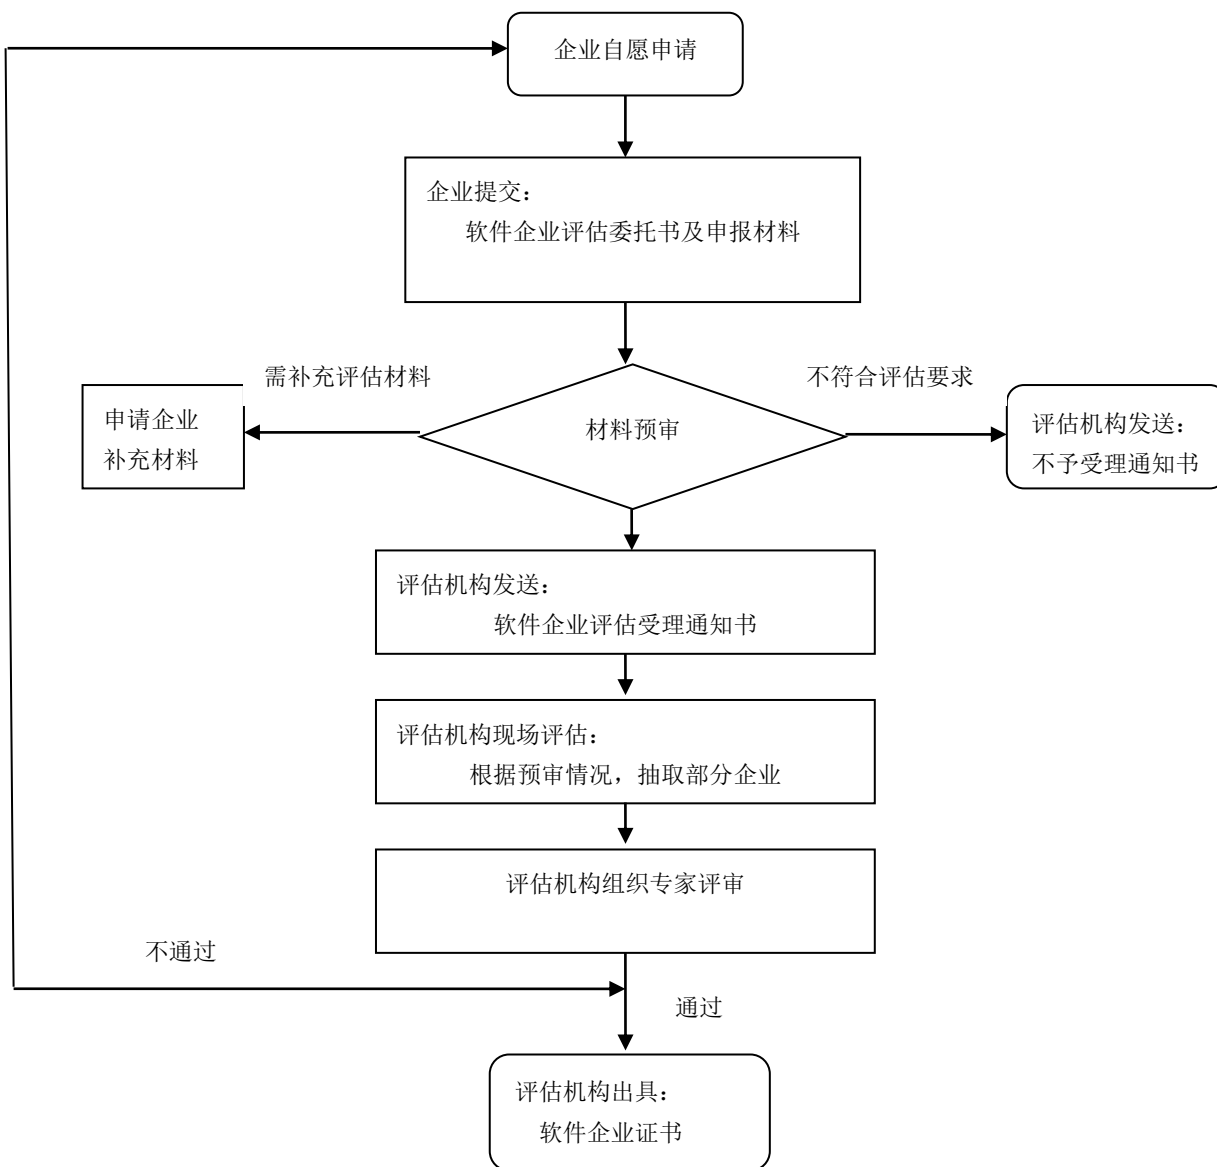 企业自愿申请
企业提交：
软件企业评估委托书及申报材料
需补充评估材料
不符合评估要求
申请企业
补充材料
材料预审
评估机构发送：
不予受理通知书
评估机构发送：
软件企业评估受理通知书
评估机构现场评估：
根据预审情况，抽取部分企业
评估机构组织专家评审
不通过
通过
评估机构出具：
软件企业证书